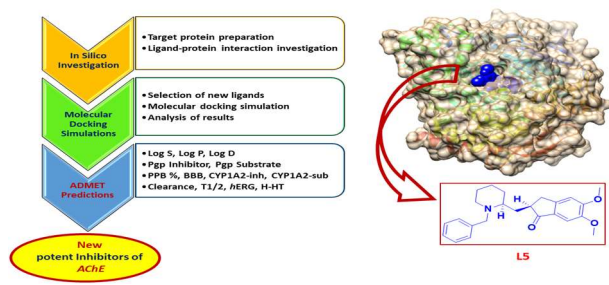 In Silico
Investigation
•Target protein preparation
•Ligand-protein interaction investigation
Molecular
Docking
Simulations
•Selection of new ligands
•Molecular docking simulation
•Analysis of results
ADMET
Predictions
•Log S, Log P, Log D
•Pgp Inhibitor, Pgp Substrate
•PPB %, BBB, CYP1A2-inh, CYP1A2-sub
•Clearance, T1/2, hERG, H-HT
New
potent Inhibitors of
AChE
H
H
N
O
O
O
L5